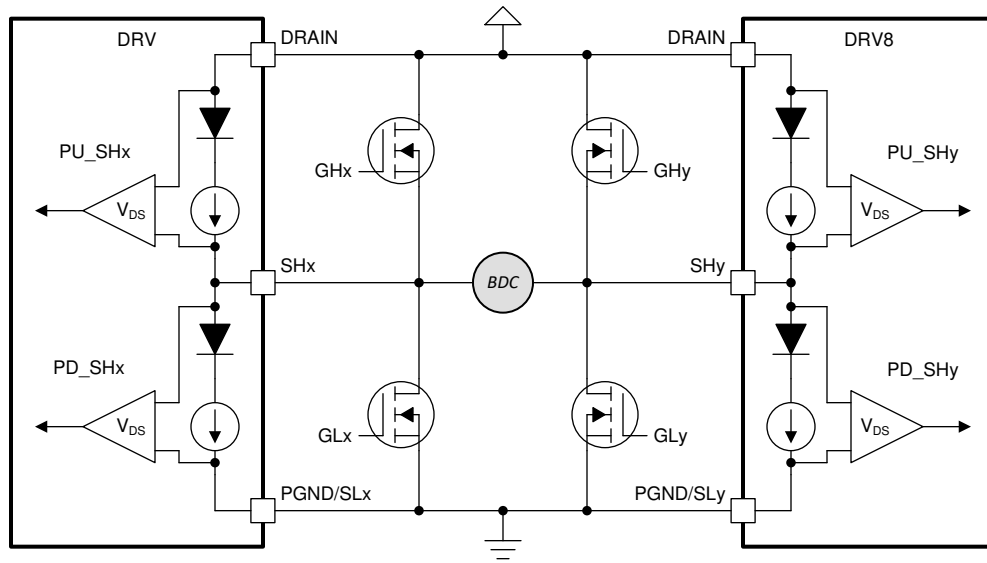 DRV
DRAIN
DRAIN
DRV8
PU_SHx
PU_SHy
GHx
GHy
VDS
VDS
SHx
BDC
SHy
PD_SHx
PD_SHy
VDS
GLx
GLy
VDS
PGND/SLx
PGND/SLy